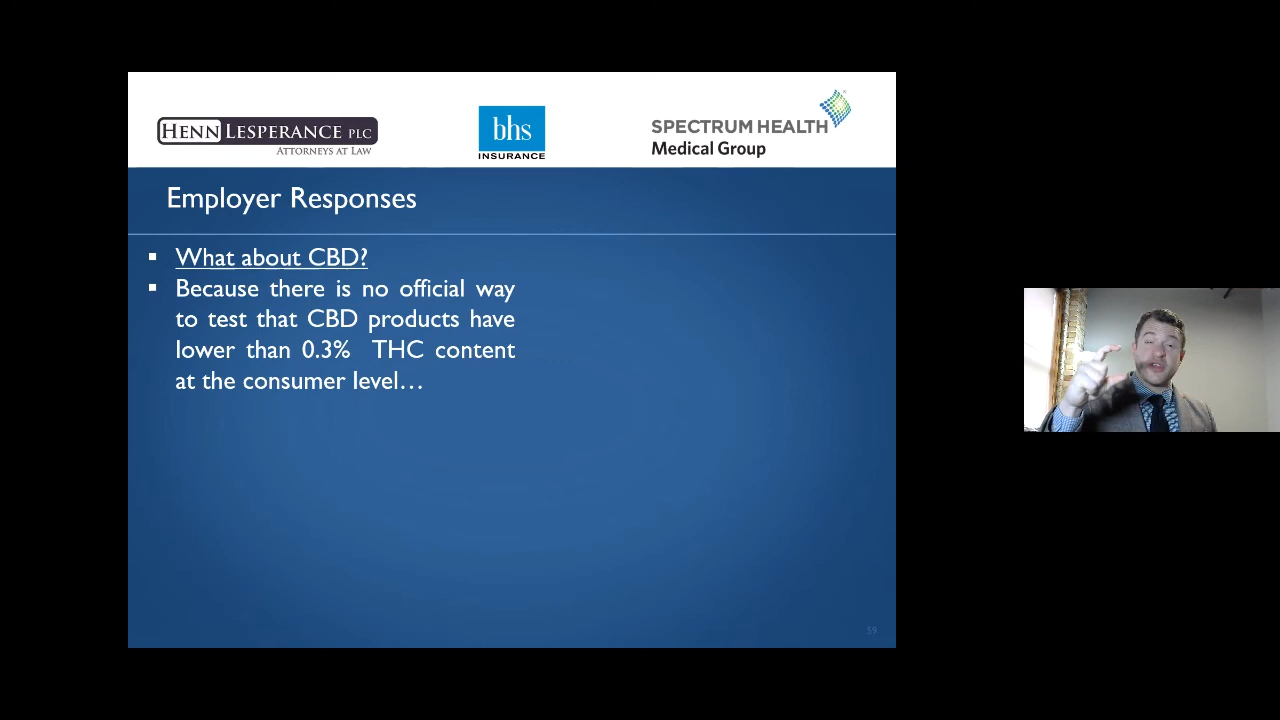 HENN LESPERANCE PLC
ATTORNEYS AT LAW
bhs
INSURANCE
SPECTRUM HEALTH
Medical Group
Employer Responses
▪ What about CBD?
▪ Because there is no official way
to test that CBD products have
lower than 0.3% THC content
at the consumer level…
59